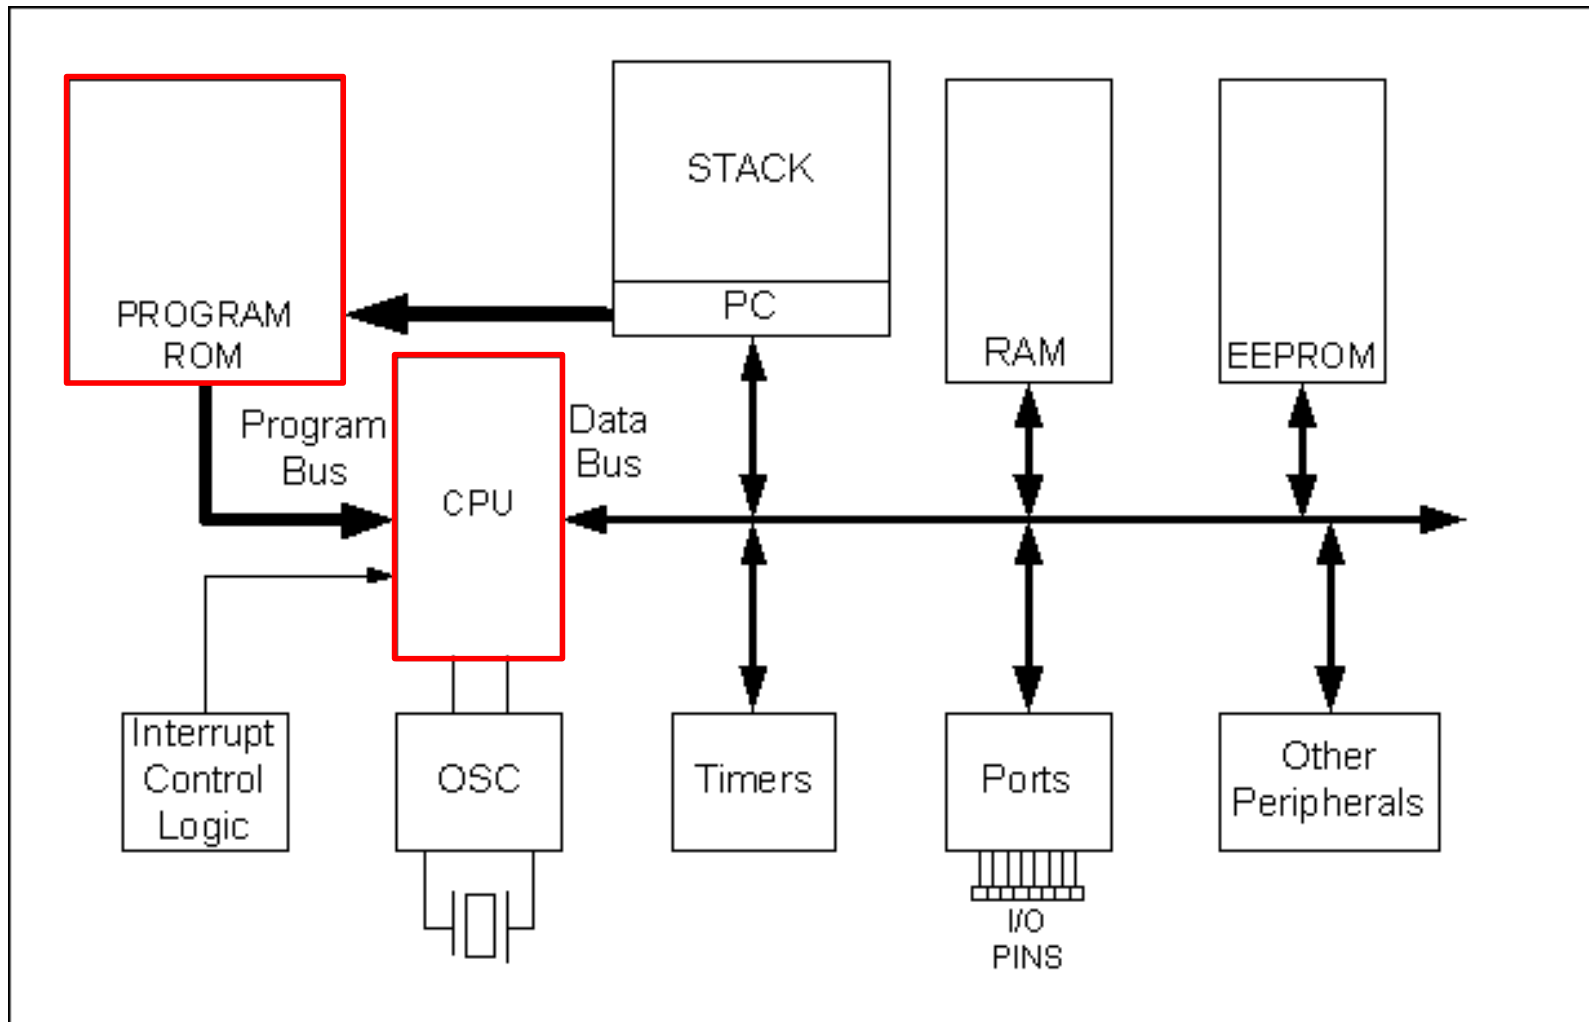 STACK
PC
PROGRAM
ROM
RAM
EEPROM
Program
Bus
Data
Bus
CPU
Interrupt
Control
Logic
OSC
Timers
Ports
Other
Peripherals
I/O
PINS